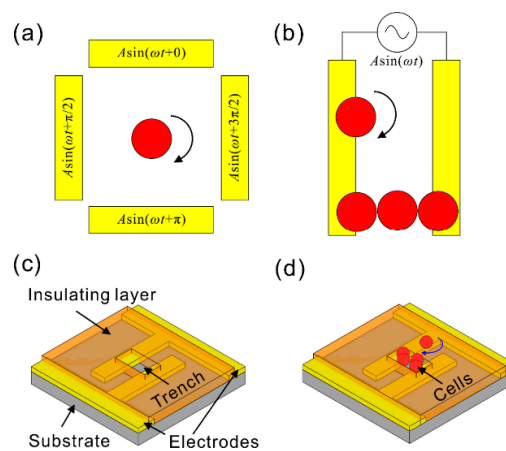 (a)
Asin(ωt+0)
Asin(ωt+π/2)
Asin(ωt+3π/2)
Asin(ωt+π)
(b)
Asin(ωt)
(c)
Insulating layer
Trench
Substrate
Electrodes
(d)
Cells